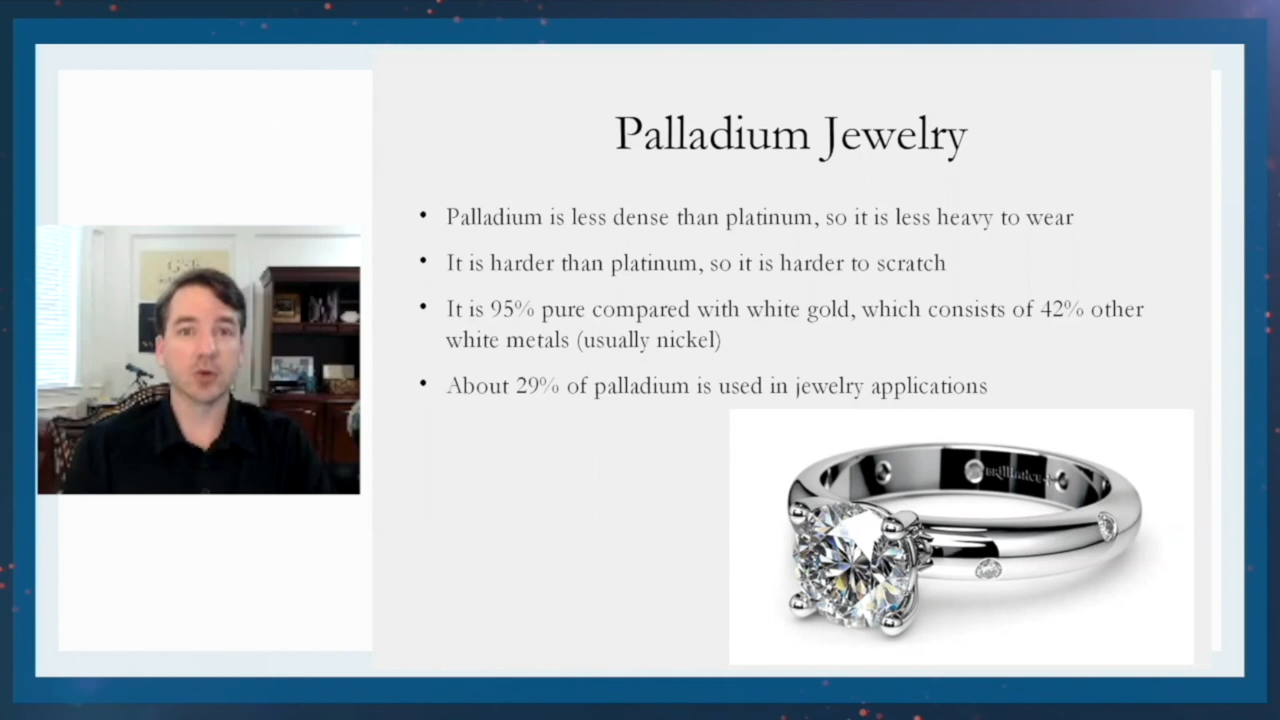 Palladium Jewelry
• Palladium is less dense than platinum, so it is less heavy to wear
• It is harder than platinum, so it is harder to scratch
• It is 95% pure compared with white gold, which consists of 42% other
white metals (usually nickel)
• About 29% of palladium is used in jewelry applications